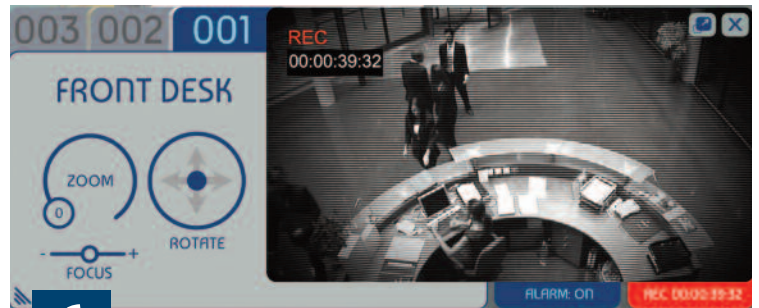 003 002 001
REC
00:00:39:32
FRONT DESK
ZOOM
0
ROTATE
- +
FOCUS
ALARM: ON
REC 00:00:39:32